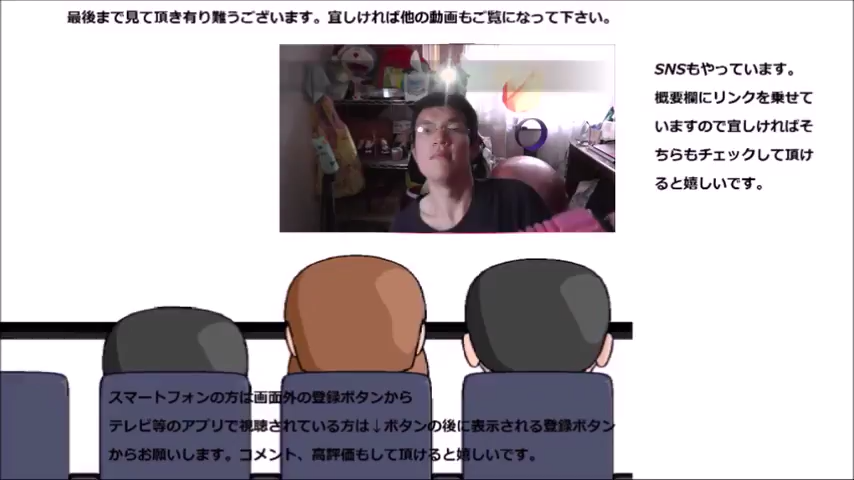 最後まで見て頂き有り難うございます。宜しければ他の動画もご覧になって下さい。
SNSもやっています。
概要欄にリンクを乗せて
いますので宜しければそ
ちらもチェックして頂け
ると嬉しいです。
スマートフォンの方は画面外の登録ボタンから
テレビ等のアプリで視聴されている方は↓ボタンの後に表示される登録ボタン
からお願いします。コメント、高評価もして頂けると嬉しいです。